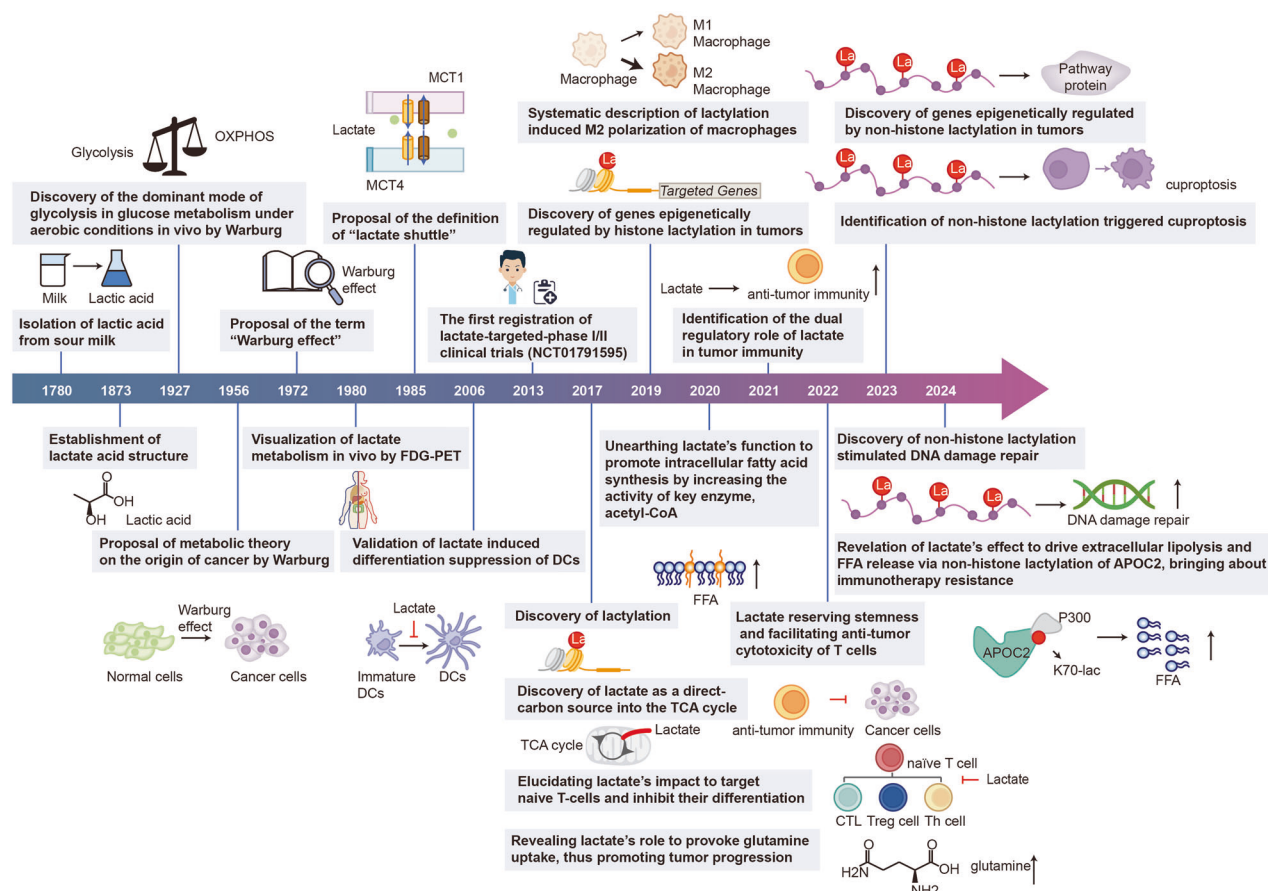 Glycolysis
OXPHOS
Discovery of the dominant mode of
glycolysis in glucose metabolism under
aerobic conditions in vivo by Warburg
Milk
Lactic acid
Isolation of lactic acid
from sour milk
Warburg
effect
Proposal of the term
“Warburg effect”
MCT1
Lactate
MCT4
Proposal of the definition
of “lactate shuttle”
The first registration of
lactate-targeted-phase I/II
clinical trials (NCT01791595)
Macrophage
M1
Macrophage
M2
Macrophage
Systematic description of lactylation
induced M2 polarization of macrophages
La
Targeted Genes
Discovery of genes epigenetically
regulated by histone lactylation in tumors
Lactate
anti-tumor immunity
Identification of the dual
regulatory role of lactate
in tumor immunity
La
La
La
Pathway
protein
Discovery of genes epigenetically regulated
by non-histone lactylation in tumors
La
La
La
cuproptosis
Identification of non-histone lactylation triggered cuproptosis
1780
1873
1927
1956
1972
1980
1985
2006
2013
2017
2019
2020
2021
2022
2023
2024
Establishment of
lactate acid structure
O
OH
OH
Lactic acid
Proposal of metabolic theory
on the origin of cancer by Warburg
Warburg
effect
Normal cells
Cancer cells
Visualization of lactate
metabolism in vivo by FDG-PET
Validation of lactate induced
differentiation suppression of DCs
Lactate
Immature
DCs
DCs
Discovery of lactylation
La
Discovery of lactate as a direct-
carbon source into the TCA cycle
TCA cycle
Lactate
Elucidating lactate’s impact to target
naive T-cells and inhibit their differentiation
Revealing lactate’s role to provoke glutamine
uptake, thus promoting tumor progression
Unearthing lactate’s function to
promote intracellular fatty acid
synthesis by increasing the
activity of key enzyme,
acetyl-CoA
FFA
Lactate reserving stemness
and facilitating anti-tumor
cytotoxicity of T cells
anti-tumor immunity
Cancer cells
naïve T cell
Lactate
CTL
Treg cell
Th cell
O
O
H2N
OH
NH2
glutamine
Discovery of non-histone lactylation
stimulated DNA damage repair
La
La
La
DNA damage repair
Revelation of lactate’s effect to drive extracellular lipolysis and
FFA release via non-histone lactylation of APOC2, bringing about
immunotherapy resistance
P300
APOC2
K70-lac
FFA